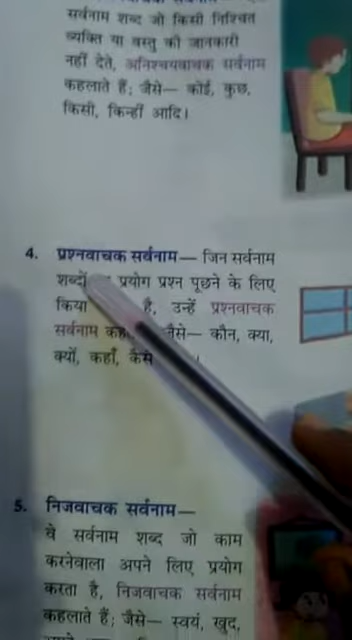 सर्वनाम शब्द जो किसी निश्चित
व्यक्ति या वस्तु की जानकारी
नहीं देते, अनिश्चयवाचक सर्वनाम
कहलाते हैं; जैसे— कोई, कुछ,
किसी, किन्हीं आदि।
4. प्रश्नवाचक सर्वनाम— जिन सर्वनाम
शब्दों प्रयोग प्रश्न पूछने के लिए
किया है, उन्हें प्रश्नवाचक
सर्वनाम जैसे— कौन, क्या,
क्यों, कहाँ, कैसे
5. निजवाचक सर्वनाम—
वे सर्वनाम शब्द जो काम
करनेवाला अपने लिए प्रयोग
करता है, निजवाचक सर्वनाम
कहलाते हैं; जैसे— स्वयं, खुद,